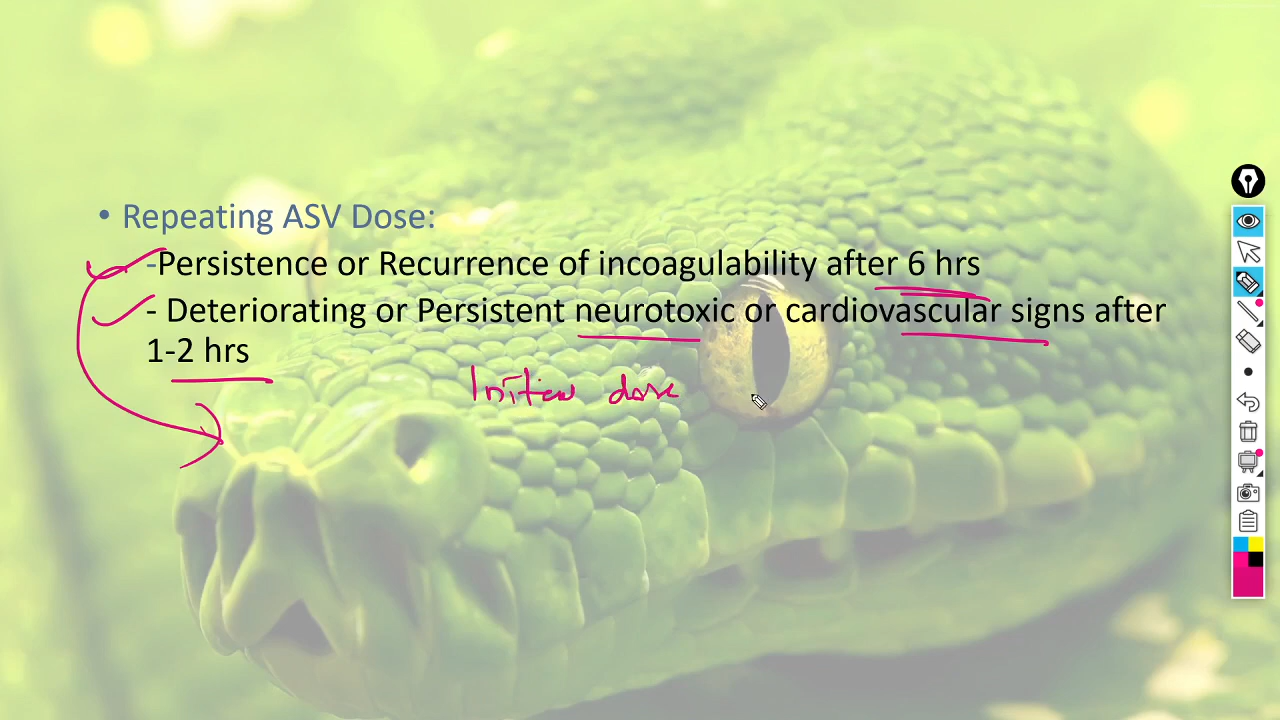 • Repeating ASV Dose:
-Persistence or Recurrence of incoagulability after 6 hrs
- Deteriorating or Persistent neurotoxic or cardiovascular signs after
1-2 hrs
Initial dose